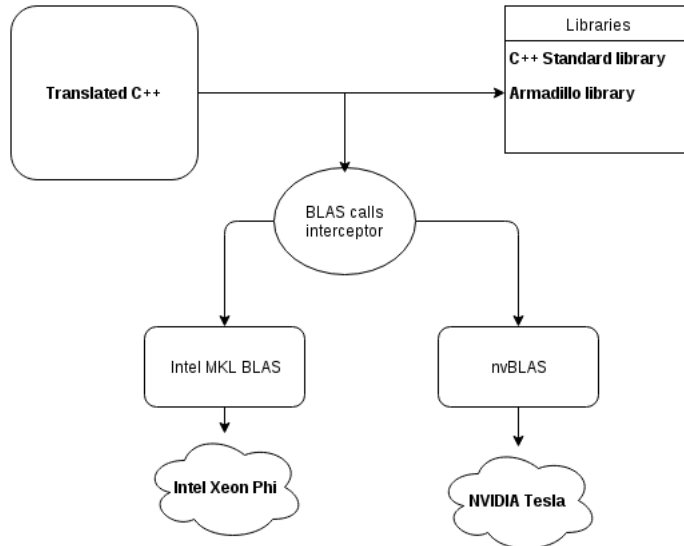 Libraries
C++ Standard library
Translated C++
Armadillo library
BLAS calls
interceptor
Intel MKL BLAS
nvBLAS
Intel Xeon Phi
NVIDIA Tesla